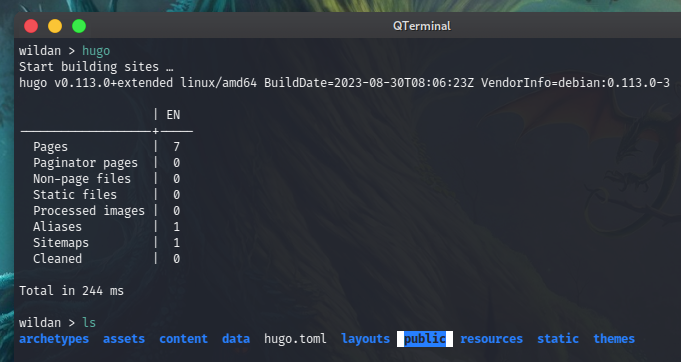 QTerminal
wildan > hugo
Start building sites …
hugo v0.113.0+extended linux/amd64 BuildDate=2023-08-30T08:06:23Z VendorInfo=debian:0.113.0-3
| EN
-------------------+-----
Pages | 7
Paginator pages | 0
Non-page files | 0
Static files | 0
Processed images | 0
Aliases | 1
Sitemaps | 1
Cleaned | 0
Total in 244 ms
wildan > ls
archetypes assets content data hugo.toml layouts public resources static themes